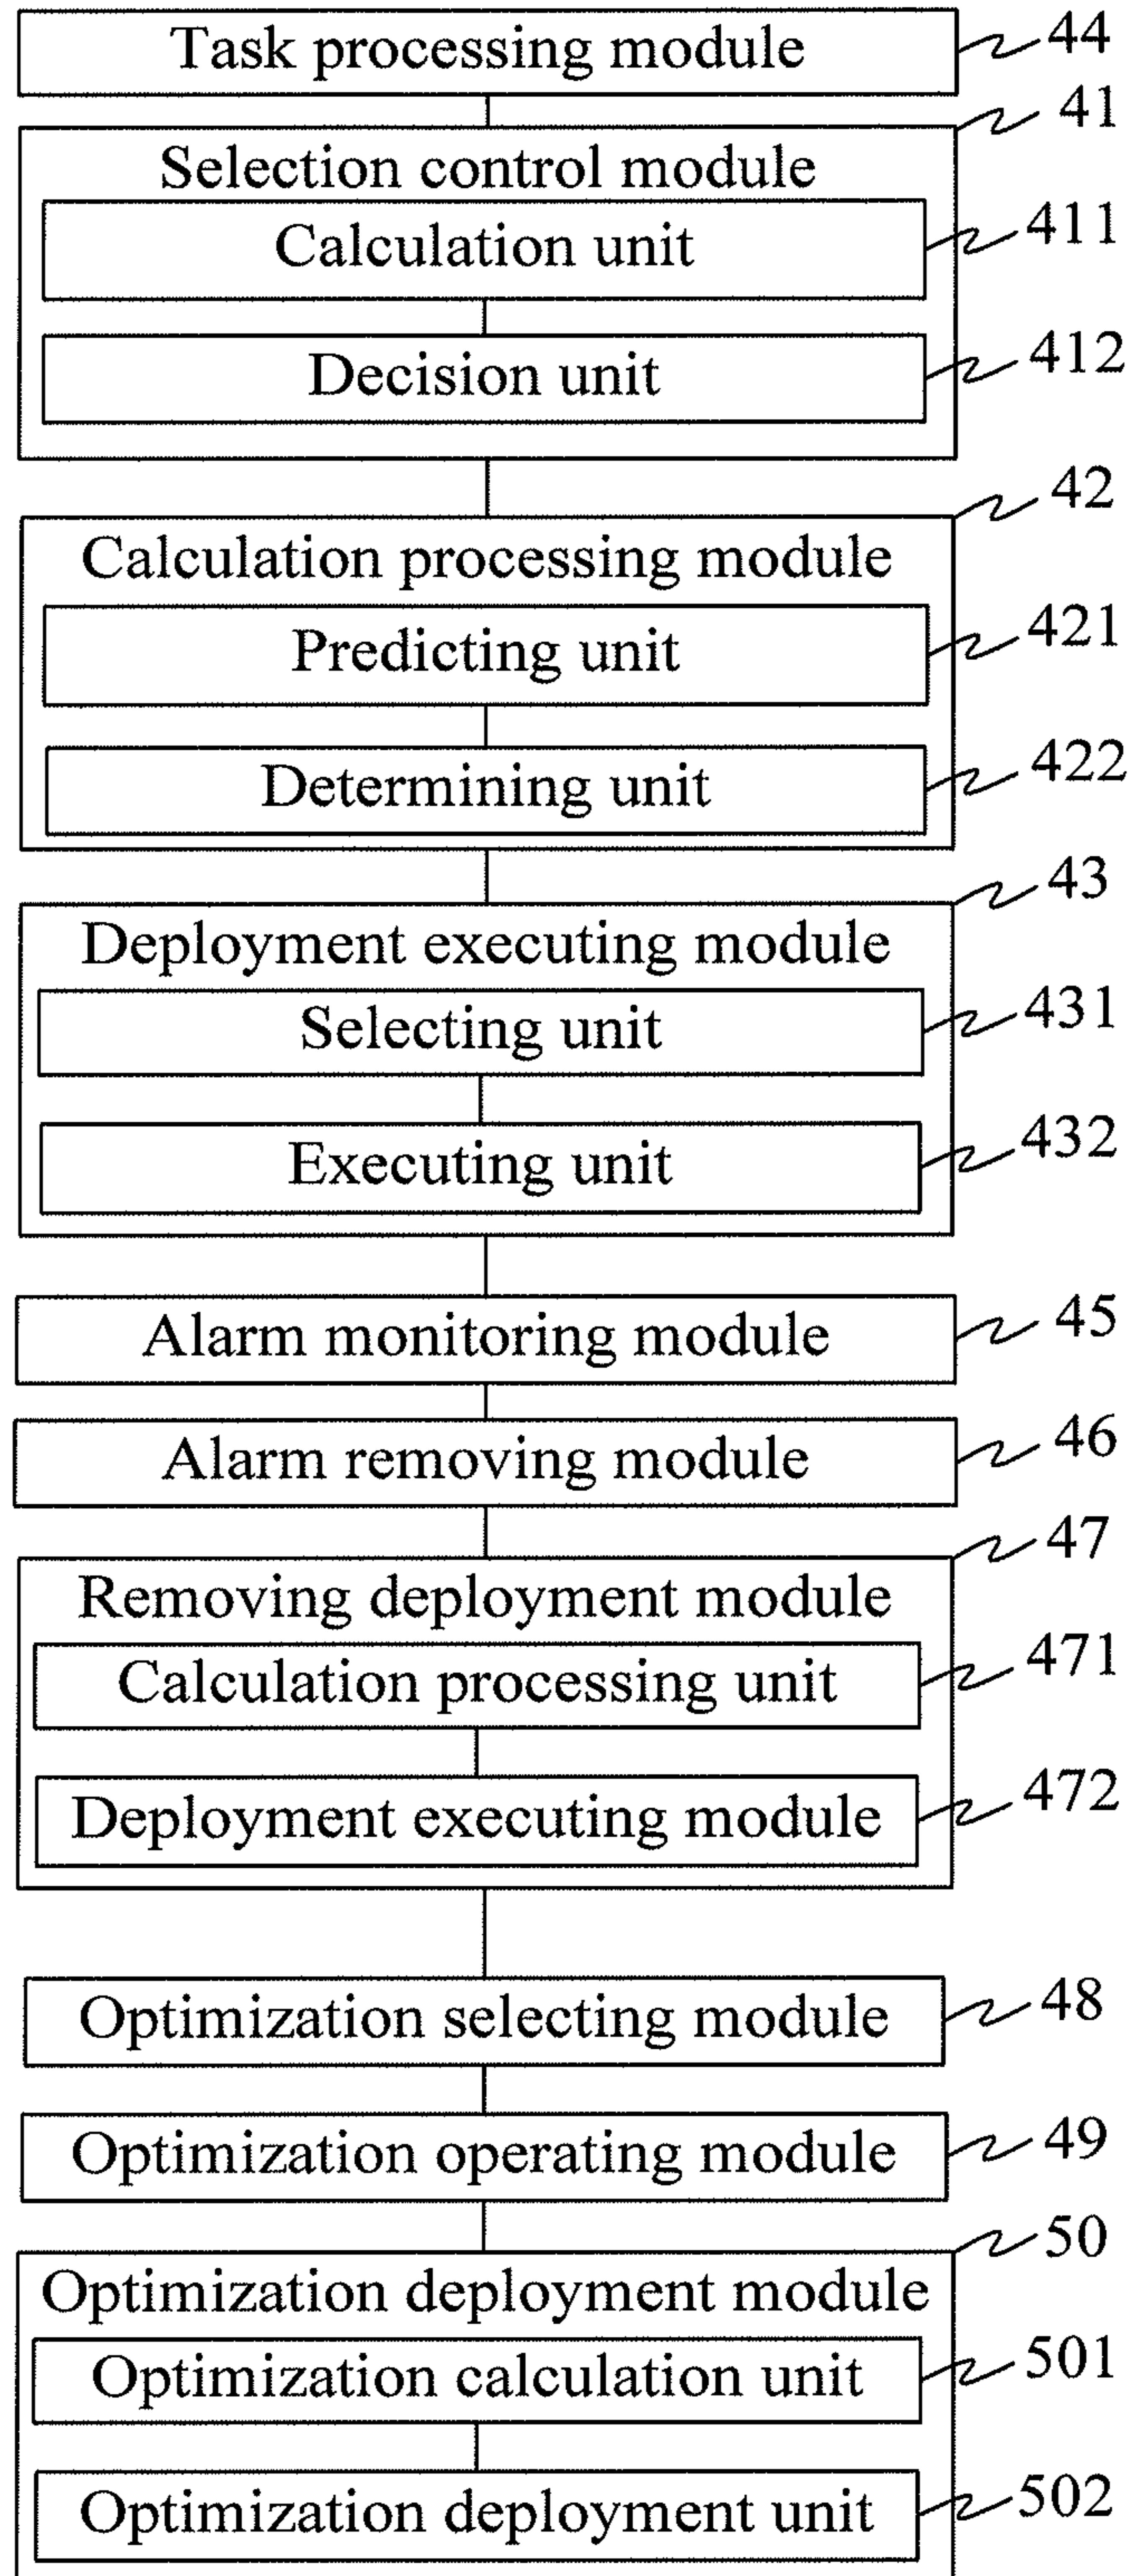 Task processing module 44
41
Selection control module
Calculation unit 411
Decision unit 412
42
Calculation processing module
Predicting unit 421
Determining unit 422
43
Deployment executing module
Selecting unit 431
Executing unit 432
Alarm monitoring module 45
Alarm removing module 46
47
Removing deployment module
Calculation processing unit 471
Deployment executing module 472
Optimization selecting module 48
Optimization operating module 49
50
Optimization deployment module
Optimization calculation unit 501
Optimization deployment unit 502